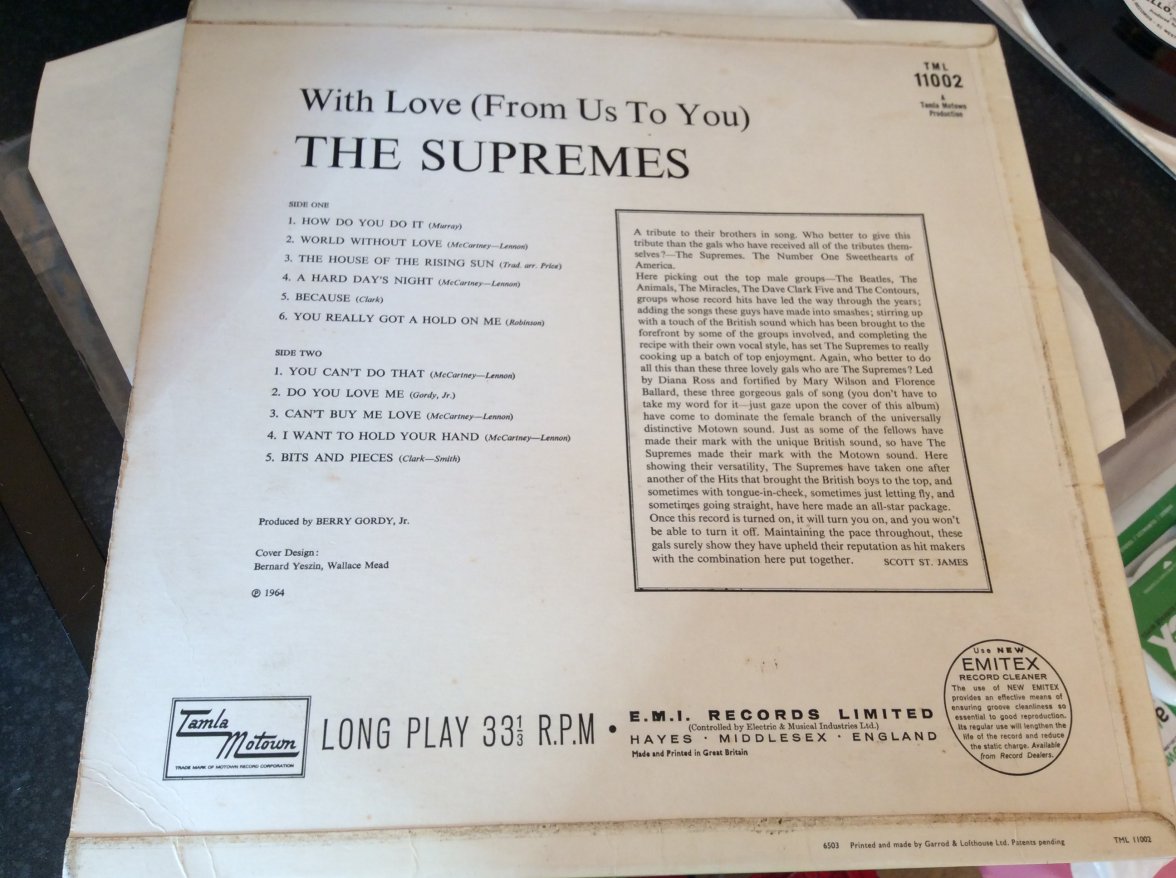 TML
11002
A
Tamla Motown
Production
With Love (From Us To You)
THE SUPREMES
SIDE ONE
1. HOW DO YOU DO IT (Murray)
2. WORLD WITHOUT LOVE (McCartney—Lennon)
3. THE HOUSE OF THE RISING SUN (Trad. arr. Price)
4. A HARD DAY'S NIGHT (McCartney—Lennon)
5. BECAUSE (Clark)
6. YOU REALLY GOT A HOLD ON ME (Robinson)
SIDE TWO
1. YOU CAN'T DO THAT (McCartney—Lennon)
2. DO YOU LOVE ME (Gordy, Jr.)
3. CAN'T BUY ME LOVE (McCartney—Lennon)
4. I WANT TO HOLD YOUR HAND (McCartney—Lennon)
5. BITS AND PIECES (Clark—Smith)
Produced by BERRY GORDY, Jr.
Cover Design :
Bernard Yeszin, Wallace Mead
℗ 1964
A tribute to their brothers in song. Who better to give this
tribute than the gals who have received all of the tributes them-
selves?—The Supremes. The Number One Sweethearts of
America.
Here picking out the top male groups—The Beatles, The
Animals, The Miracles, The Dave Clark Five and The Contours,
groups whose record hits have led the way through the years;
adding the songs these guys have made into smashes; stirring up
with a touch of the British sound which has been brought to the
forefront by some of the groups involved, and completing the
recipe with their own vocal style, has set The Supremes to really
cooking up a batch of top enjoyment. Again, who better to do
all this than these three lovely gals who are The Supremes? Led
by Diana Ross and fortified by Mary Wilson and Florence
Ballard, these three gorgeous gals of song (you don't have to
take my word for it—just gaze upon the cover of this album)
have come to dominate the female branch of the universally
distinctive Motown sound. Just as some of the fellows have
made their mark with the unique British sound, so have The
Supremes made their mark with the Motown sound. Here
showing their versatility, The Supremes have taken one after
another of the Hits that brought the British boys to the top, and
sometimes with tongue-in-cheek, sometimes just letting fly, and
sometimes going straight, have here made an all-star package.
Once this record is turned on, it will turn you on, and you won't
be able to turn it off. Maintaining the pace throughout, these
gals surely show they have upheld their reputation as hit makers
with the combination here put together. SCOTT ST. JAMES
Tamla
Motown
TRADE MARK OF MOTOWN RECORD CORPORATION
LONG PLAY 33⅓ R.P.M •
E.M.I. RECORDS LIMITED
(Controlled by Electric & Musical Industries Ltd.)
HAYES · MIDDLESEX · ENGLAND
Made and Printed in Great Britain
Use NEW
EMITEX
RECORD CLEANER
The use of NEW EMITEX
provides an effective means of
ensuring groove cleanliness so
essential to good reproduction.
Its regular use will lengthen the
life of the record and reduce
the static charge. Available
from Record Dealers.
6503 Printed and made by Garrod & Lofthouse Ltd. Patents pending
TML 11002